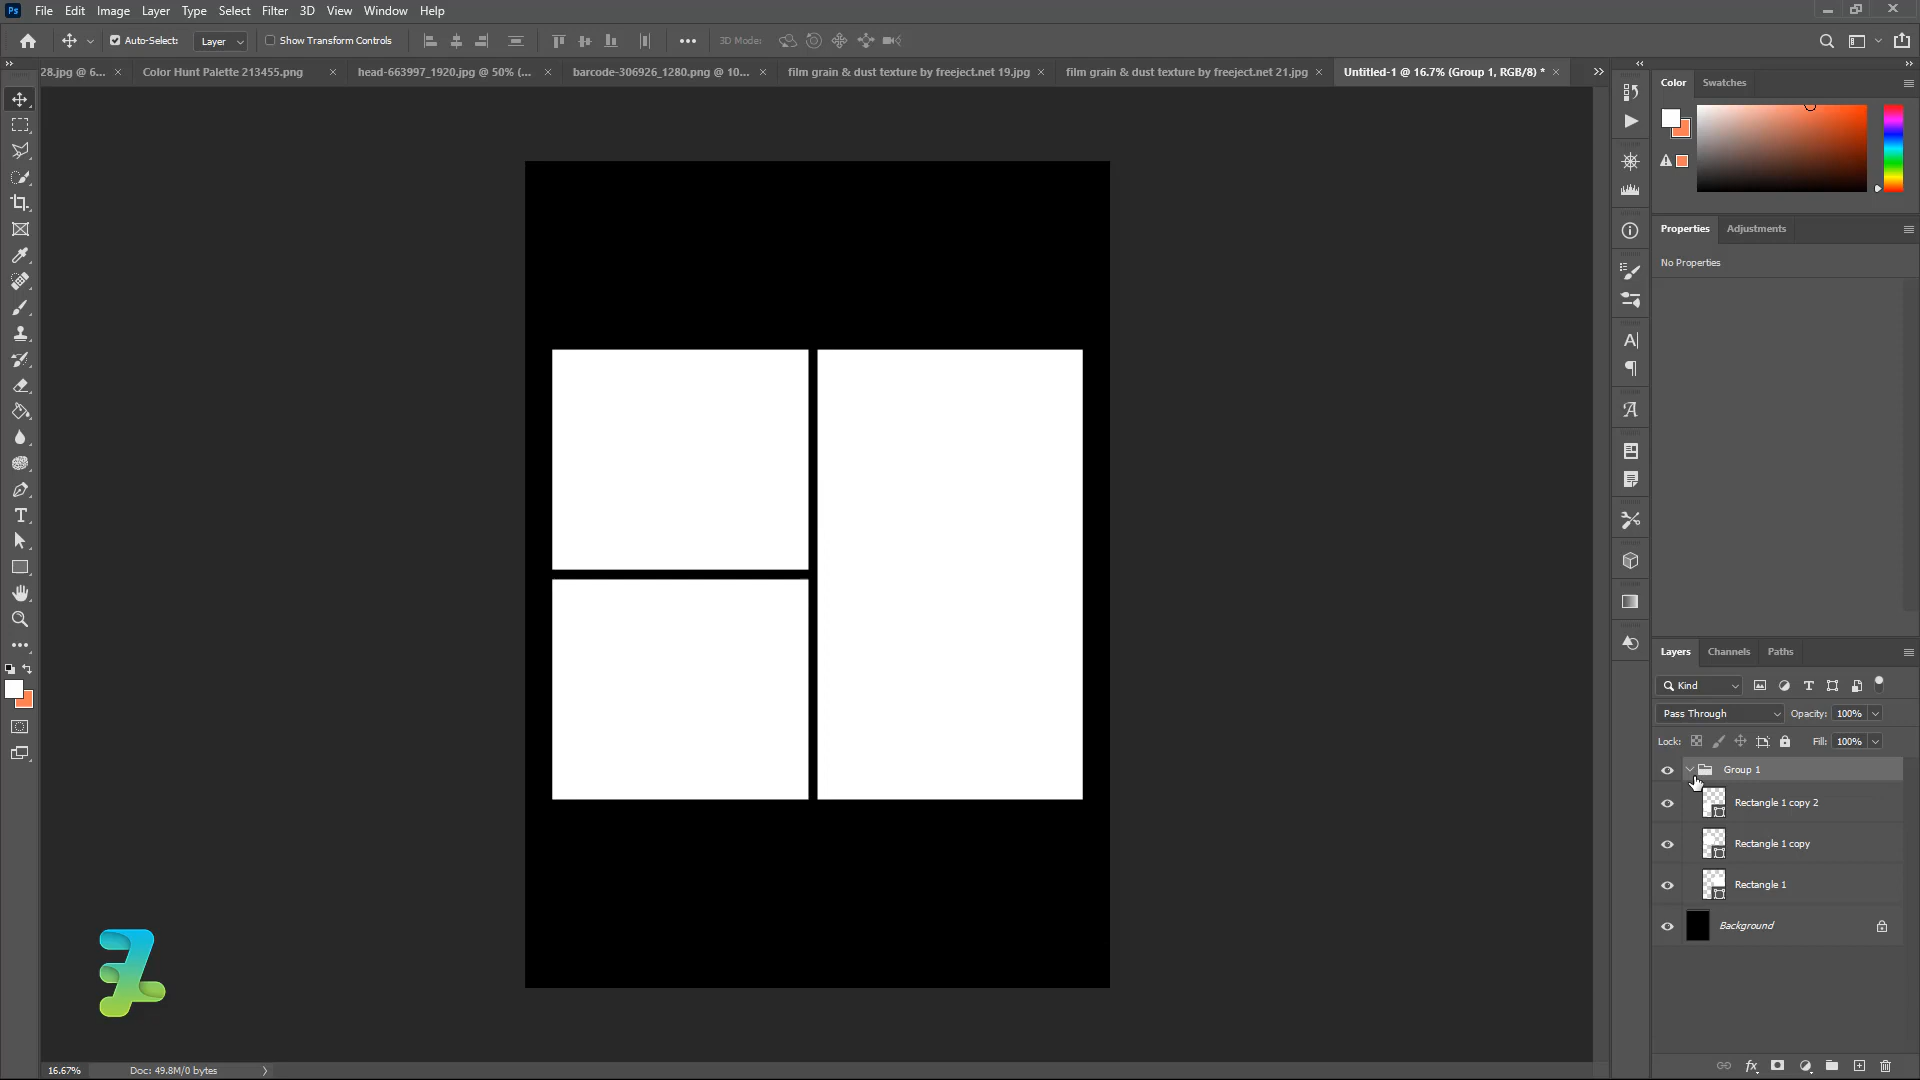 Ps File Edit Image Layer Type Select Filter 3D View Window Help
Auto-Select: Layer Show Transform Controls 3D Mode:
28.jpg @ 6... Color Hunt Palette 213455.png head-663997_1920.jpg @ 50% (... barcode-306926_1280.png @ 10... film grain & dust texture by freeject.net 19.jpg film grain & dust texture by freeject.net 21.jpg Untitled-1 @ 16.7% (Group 1, RGB/8) *
Color Swatches
Properties Adjustments
No Properties
Layers Channels Paths
Kind
Pass Through Opacity: 100%
Lock: Fill: 100%
Group 1
Rectangle 1 copy 2
Rectangle 1 copy
Rectangle 1
Background
16.67% Doc: 49.8M/0 bytes